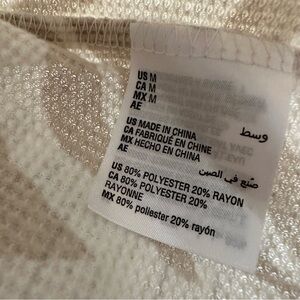 US M
CA M
MX M وسط
AE
US MADE IN CHINA
CA FABRIQUÉ EN CHINE
MX HECHO EN CHINA
AE صنع في الصين
US 80% POLYESTER 20% RAYON
CA 80% POLYESTER 20%
RAYONNE
MX 80% poliester 20% rayón